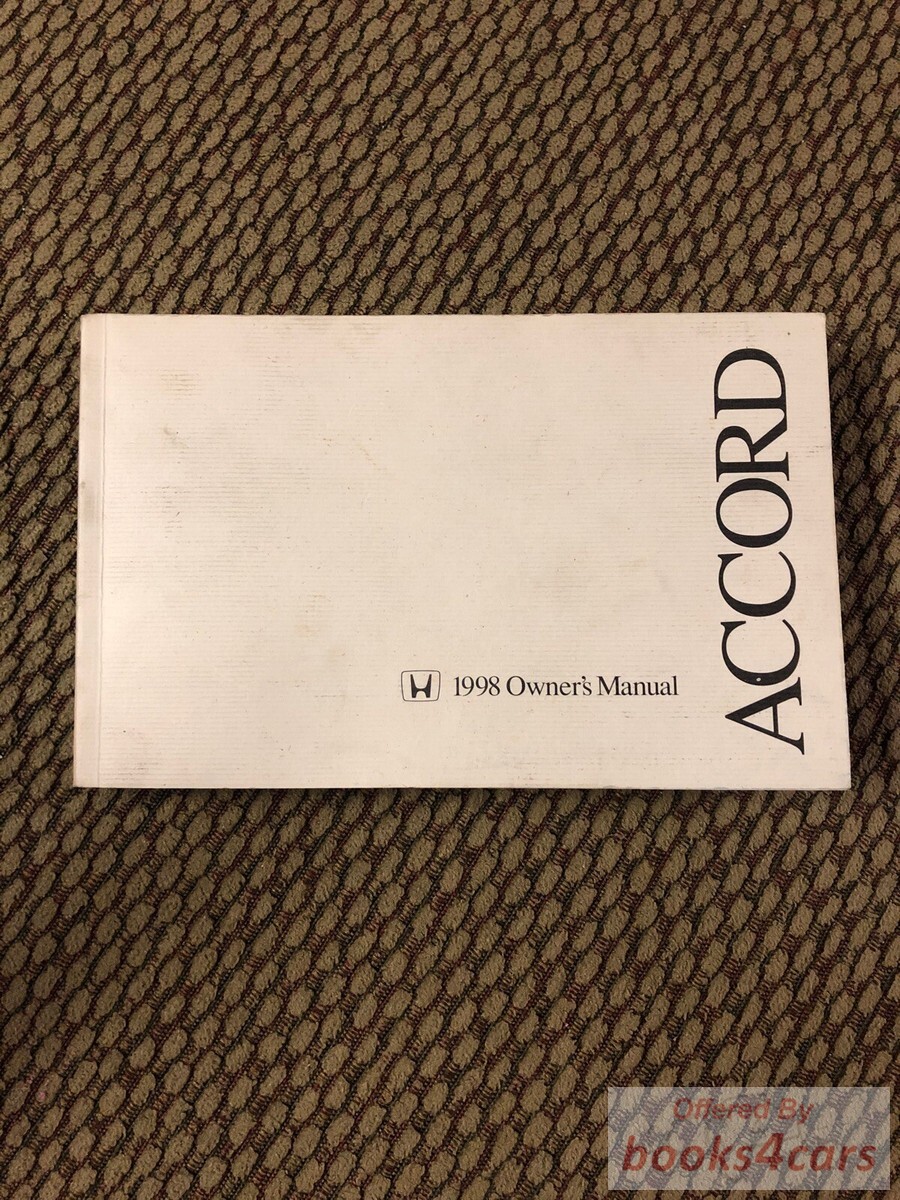 ACCORD
1998 Owner's Manual
Offered By
books4cars